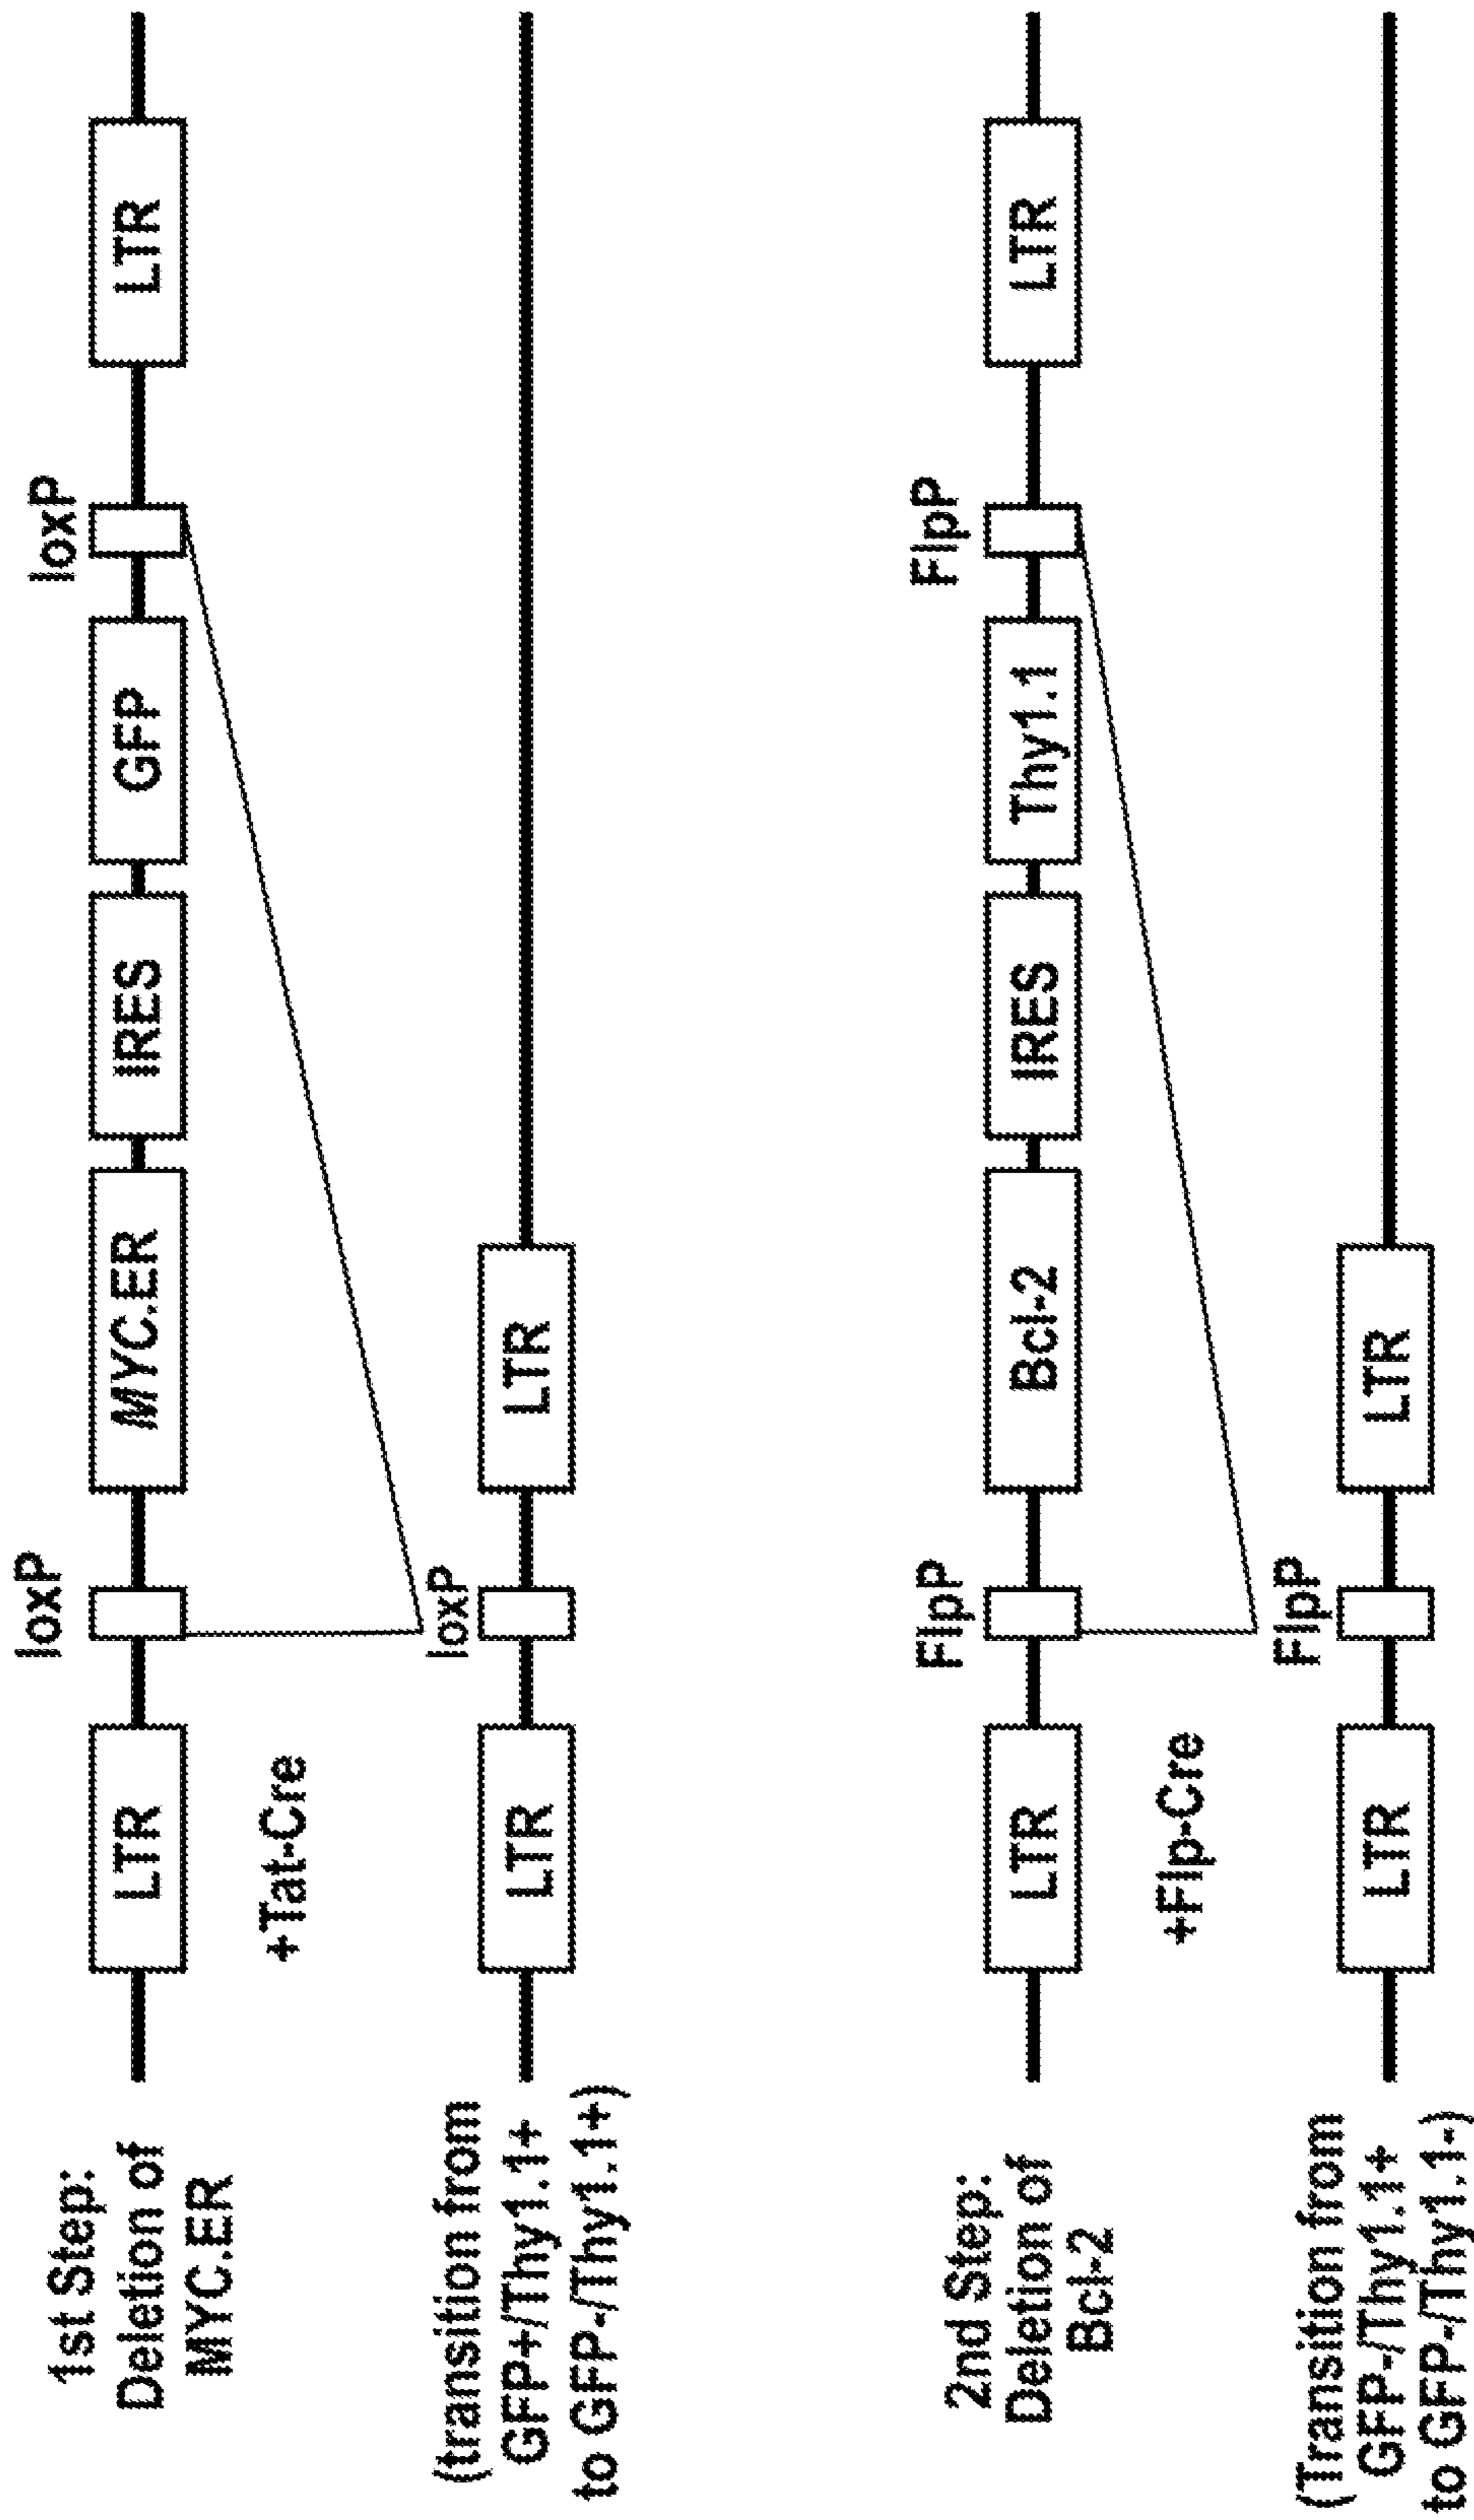 loxP
loxP
1st Step:
Deletion of
MYC.ER
LTR
MYC.ER
IRES
GFP
LTR
+Tat-Cre
loxP
(transition from
GFP+/Thy1.1+
to GFP-/Thy1.1+)
LTR
LTR
FlpP
FlpP
2nd Step:
Deletion of
Bcl-2
LTR
Bcl-2
IRES
Thy1.1
LTR
+Flp-Cre
FlpP
(Transition from
GFP-/Thy1.1+
to GFP-/Thy1.1-)
LTR
LTR